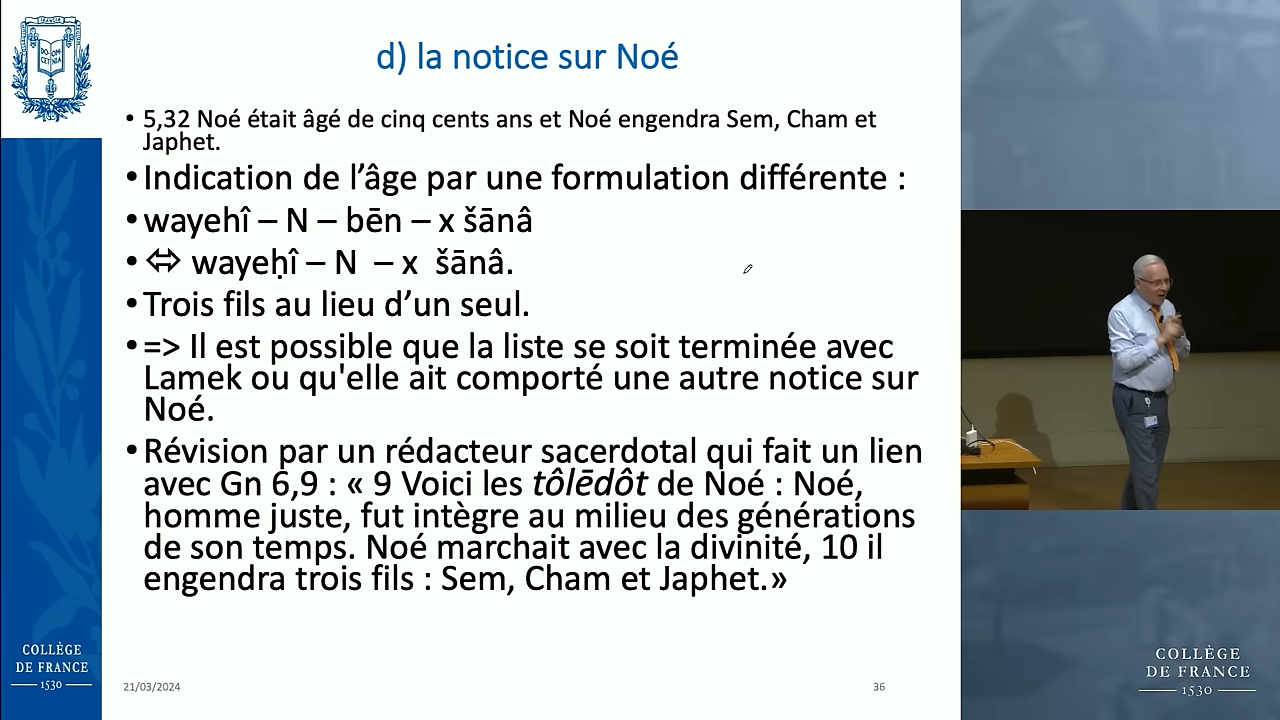 d) la notice sur Noé
• 5,32 Noé était âgé de cinq cents ans et Noé engendra Sem, Cham et
Japhet.
• Indication de l’âge par une formulation différente :
• wayehî – N – bēn – x šānâ
• ⬄ wayeḥî – N – x šānâ.
• Trois fils au lieu d’un seul.
• => Il est possible que la liste se soit terminée avec
Lamek ou qu'elle ait comporté une autre notice sur
Noé.
• Révision par un rédacteur sacerdotal qui fait un lien
avec Gn 6,9 : « 9 Voici les tôlēdôt de Noé : Noé,
homme juste, fut intègre au milieu des générations
de son temps. Noé marchait avec la divinité, 10 il
engendra trois fils : Sem, Cham et Japhet.»
COLLÈGE
DE FRANCE
1530
21/03/2024
36
COLLÈGE
DE FRANCE
1530